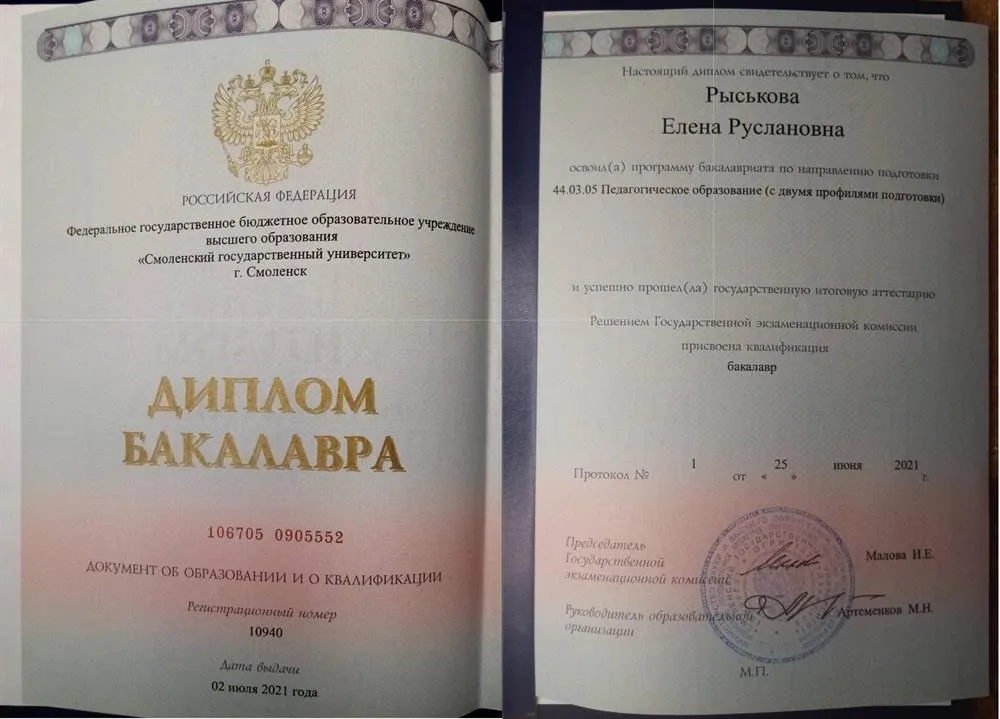 РОССИЙСКАЯ ФЕДЕРАЦИЯ
Федеральное государственное бюджетное образовательное учреждение
высшего образования
«Смоленский государственный университет»
г. Смоленск
ДИПЛОМ
БАКАЛАВРА
106705 0905552
ДОКУМЕНТ ОБ ОБРАЗОВАНИИ И О КВАЛИФИКАЦИИ
Регистрационный номер
10940
Дата выдачи
02 июля 2021 года
Настоящий диплом свидетельствует о том, что
Рыськова
Елена Руслановна
освоил(а) программу бакалавриата по направлению подготовки
44.03.05 Педагогическое образование (с двумя профилями подготовки)
и успешно прошел(ла) государственную итоговую аттестацию
Решением Государственной экзаменационной комиссии
присвоена квалификация
бакалавр
Протокол № 1 от « 25 » июня 2021 г.
Председатель
Государственной
экзаменационной комиссии
Малова И.Е.
Руководитель образовательной
организации
Артеменков М.Н.
М.П.